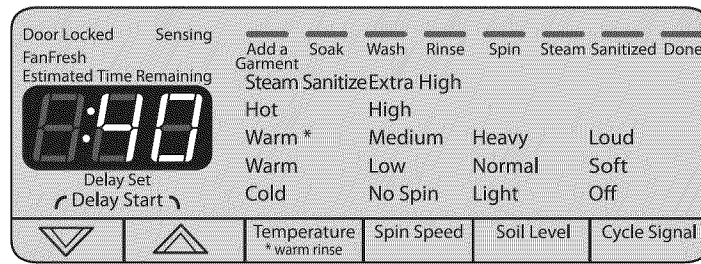 Door Locked Sensing
FanFresh
Estimated Time Remaining
:40
Delay Set
Delay Start
Add a Garment Soak Wash Rinse Spin Steam Sanitized Done
Steam Sanitize Extra High
Hot High
Warm * Medium Heavy Loud
Warm Low Normal Soft
Cold No Spin Light Off
Temperature Spin Speed Soil Level Cycle Signal
* warm rinse